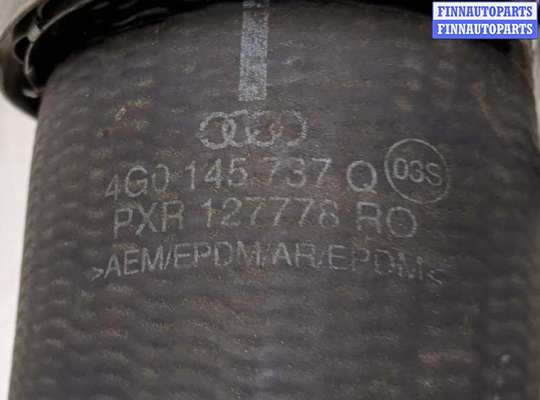 FINNAUTOPARTS
FINNAUTOPARTS
4G0 145 737 Q 03S
PXR 127778 RO
>AEM/EPDM/AR/EPDM<